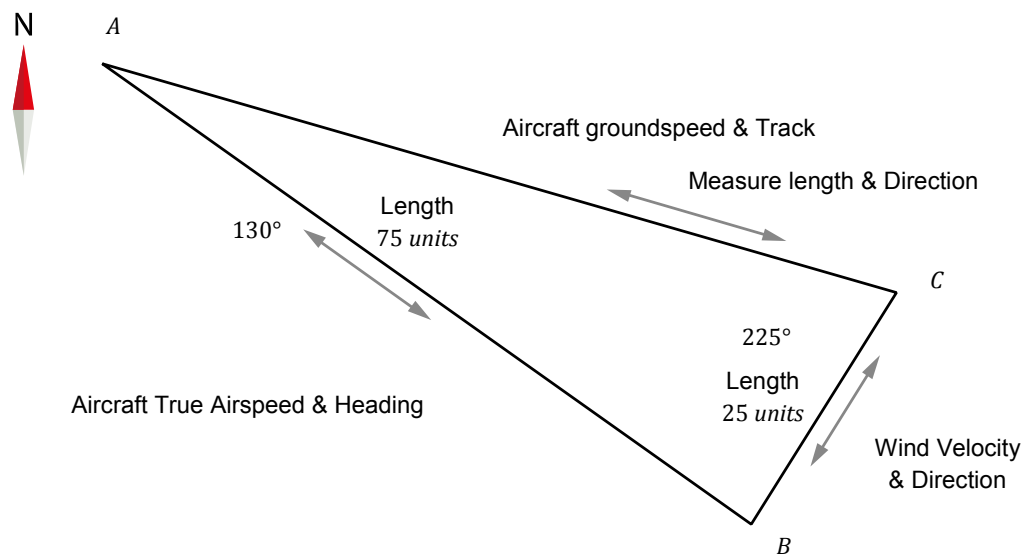 N
A
Aircraft groundspeed & Track
Measure length & Direction
Length
75 units
130°
C
225°
Length
25 units
Aircraft True Airspeed & Heading
Wind Velocity
& Direction
B